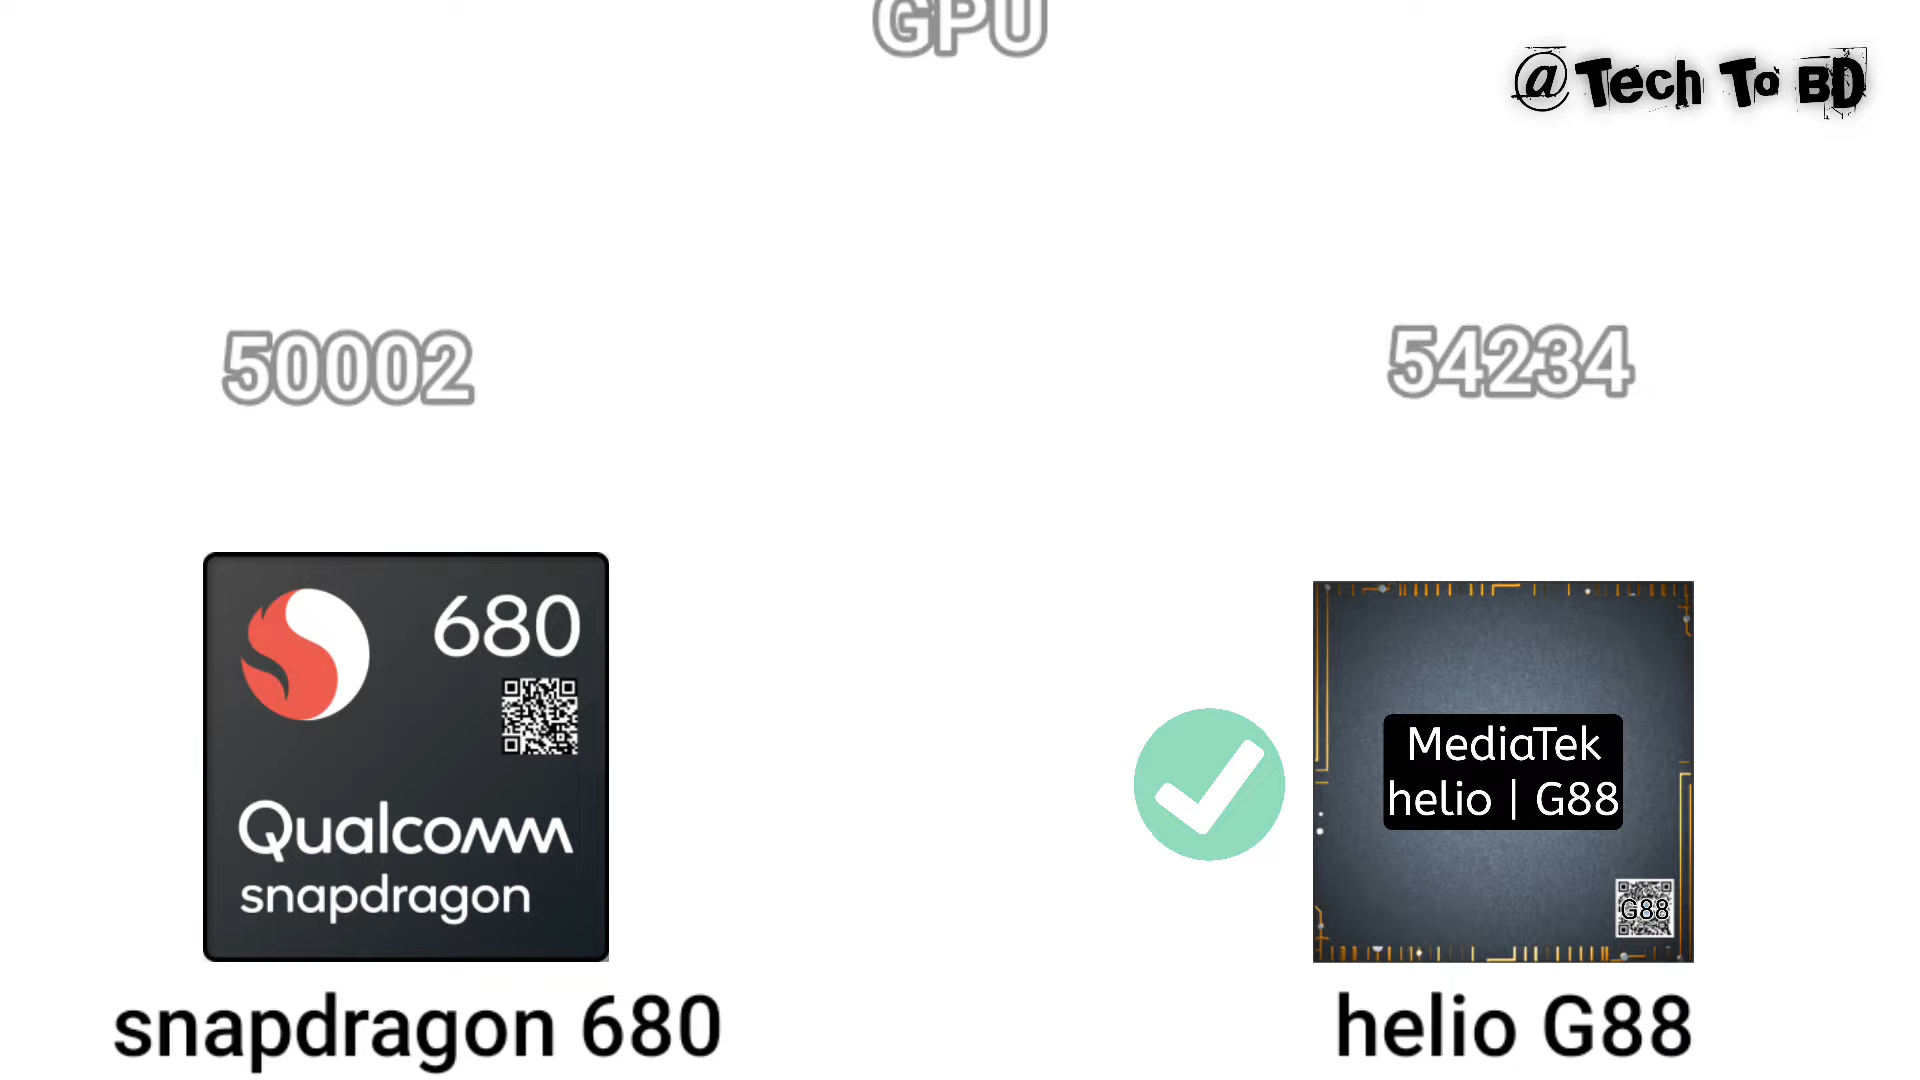 GPU
@Tech To BD
50002
54234
680
Qualcomm
snapdragon
MediaTek
helio | G88
G88
snapdragon 680
helio G88